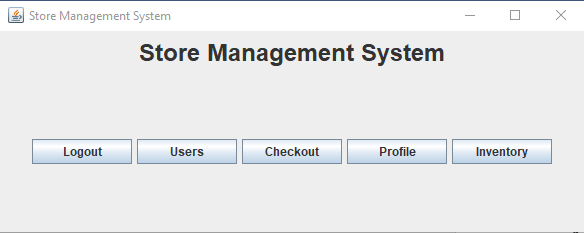 Store Management System
Store Management System
Logout Users Checkout Profile Inventory